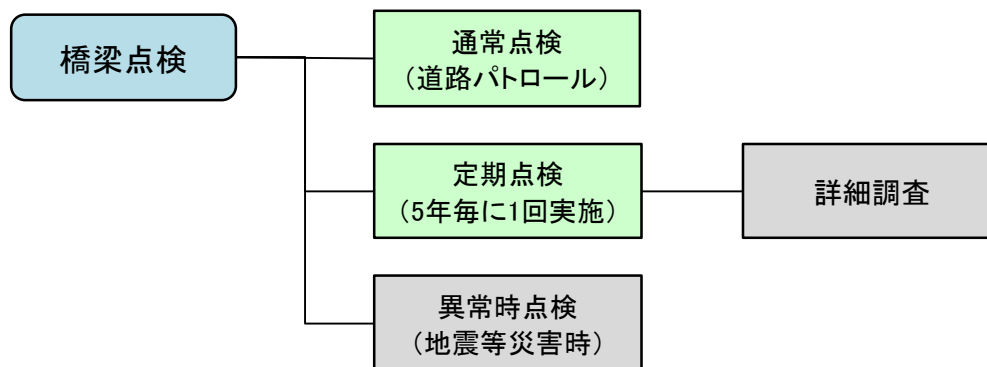 橋梁点検
通常点検
（道路パトロール）
定期点検
（5年毎に1回実施）
詳細調査
異常時点検
（地震等災害時）